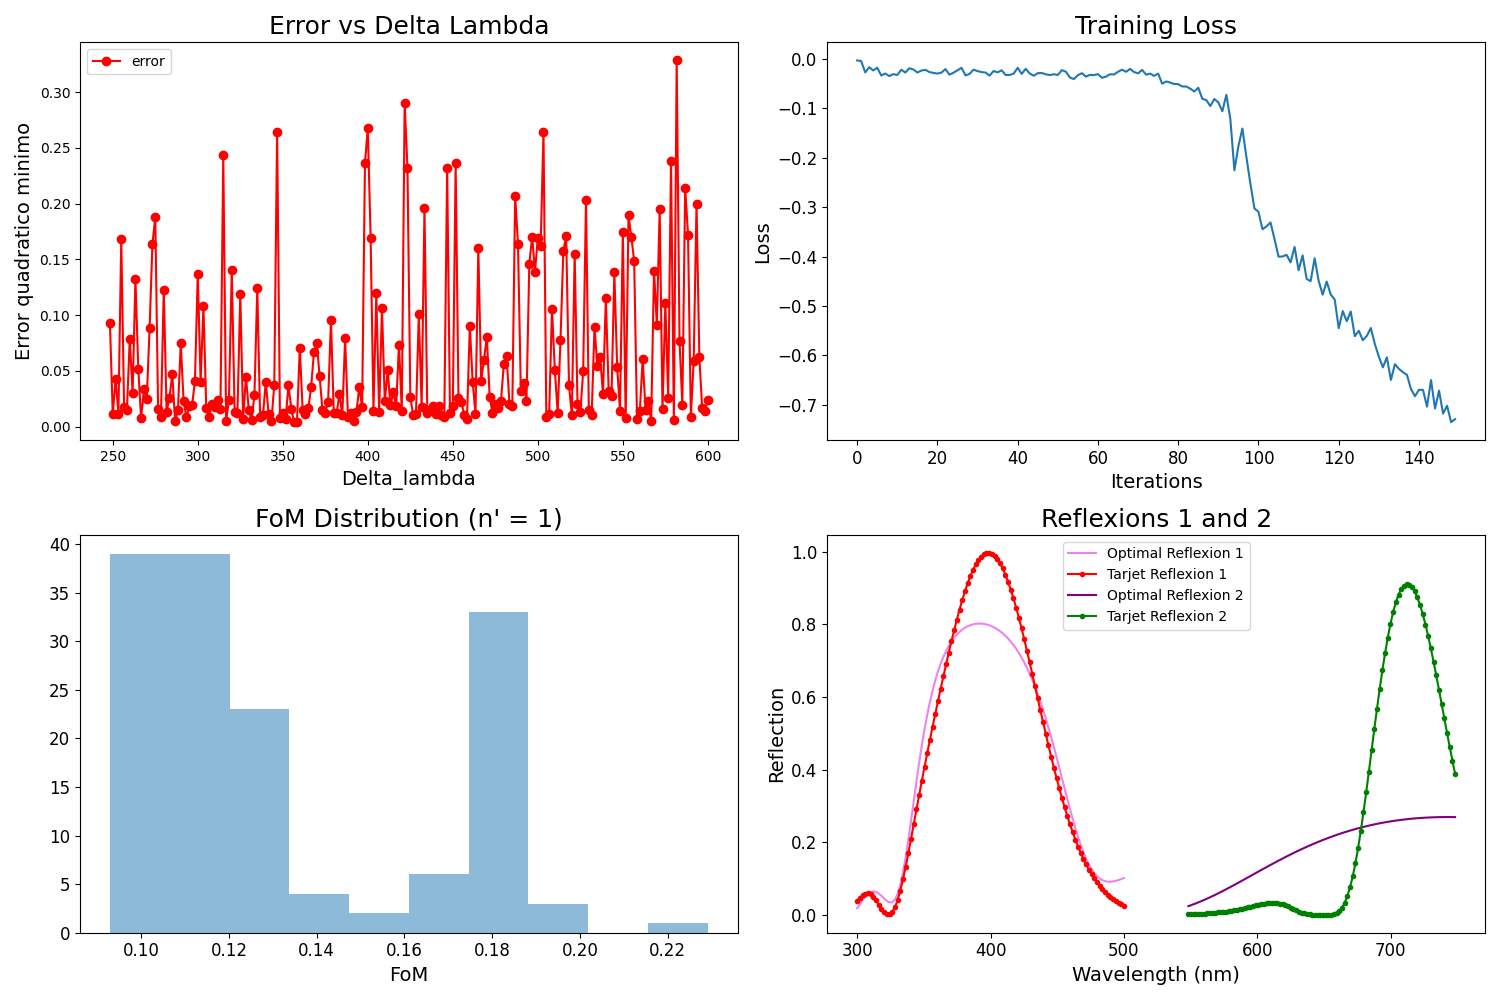 Error vs Delta Lambda
error
Error quadratico minimo
0.30
0.25
0.20
0.15
0.10
0.05
0.00
250 300 350 400 450 500 550 600
Delta_lambda
Training Loss
Loss
0.0
−0.1
−0.2
−0.3
−0.4
−0.5
−0.6
−0.7
0 20 40 60 80 100 120 140
Iterations
FoM Distribution (n' = 1)
40
35
30
25
20
15
10
5
0
0.10 0.12 0.14 0.16 0.18 0.20 0.22
FoM
Reflexions 1 and 2
Optimal Reflexion 1
Tarjet Reflexion 1
Optimal Reflexion 2
Tarjet Reflexion 2
Reflection
1.0
0.8
0.6
0.4
0.2
0.0
300 400 500 600 700
Wavelength (nm)